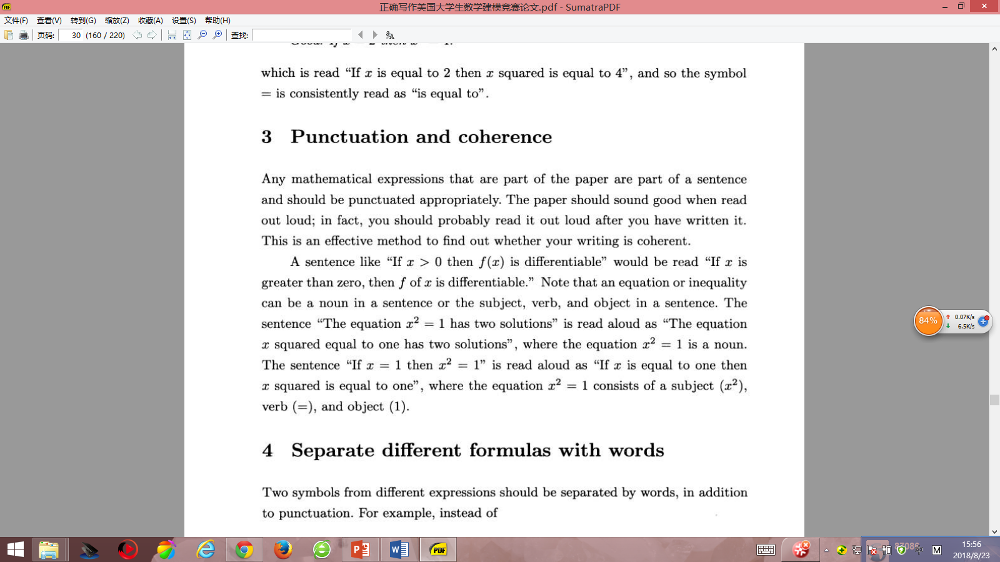 正确写作美国大学生数学建模竞赛论文.pdf - SumatraPDF
文件(F) 查看(V) 转到(G) 缩放(Z) 收藏(A) 设置(S) 帮助(H)
页码: 30 (160 / 220) 查找:
which is read “If x is equal to 2 then x squared is equal to 4”, and so the symbol
= is consistently read as “is equal to”.
3 Punctuation and coherence
Any mathematical expressions that are part of the paper are part of a sentence
and should be punctuated appropriately. The paper should sound good when read
out loud; in fact, you should probably read it out loud after you have written it.
This is an effective method to find out whether your writing is coherent.
A sentence like “If x > 0 then f(x) is differentiable” would be read “If x is
greater than zero, then f of x is differentiable.” Note that an equation or inequality
can be a noun in a sentence or the subject, verb, and object in a sentence. The
sentence “The equation x² = 1 has two solutions” is read aloud as “The equation
x squared equal to one has two solutions”, where the equation x² = 1 is a noun.
The sentence “If x = 1 then x² = 1” is read aloud as “If x is equal to one then
x squared is equal to one”, where the equation x² = 1 consists of a subject (x²),
verb (=), and object (1).
4 Separate different formulas with words
Two symbols from different expressions should be separated by words, in addition
to punctuation. For example, instead of
84%
0.07K/s
6.5K/s
中 M
15:56
2018/8/23